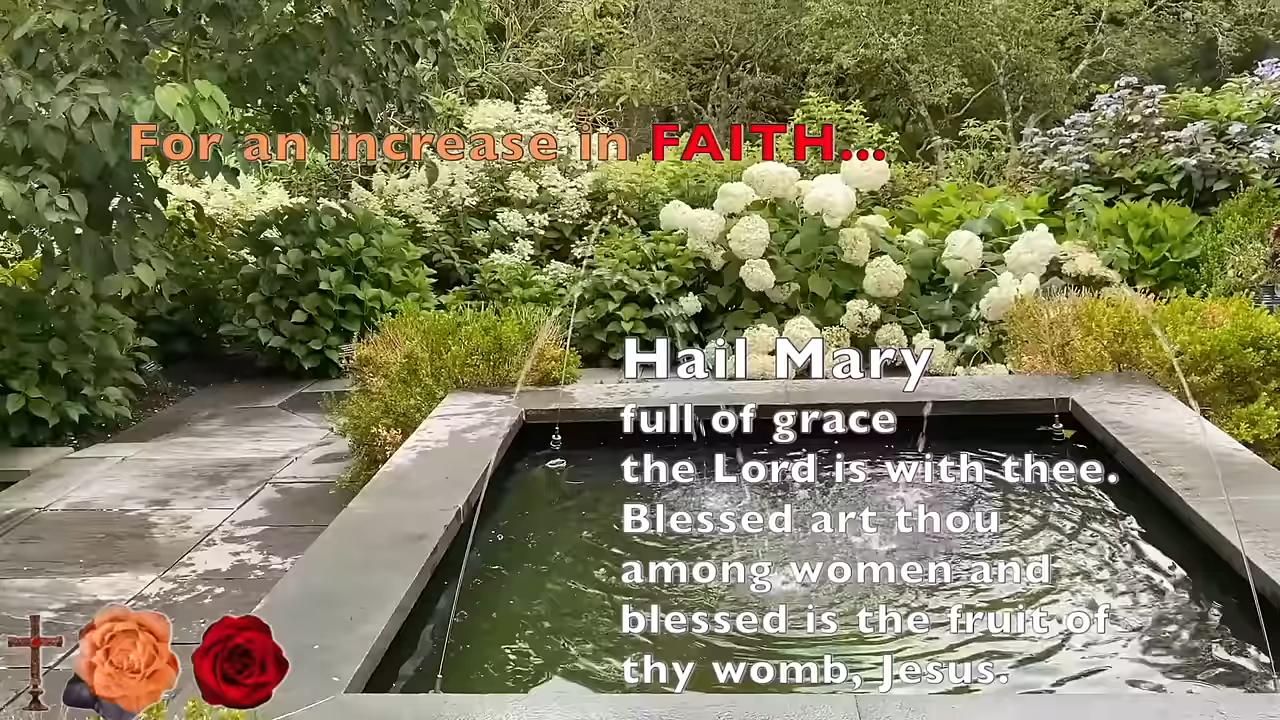 For an increase in FAITH...
Hail Mary
full of grace
the Lord is with thee.
Blessed art thou
among women and
blessed is the fruit of
thy womb, Jesus.